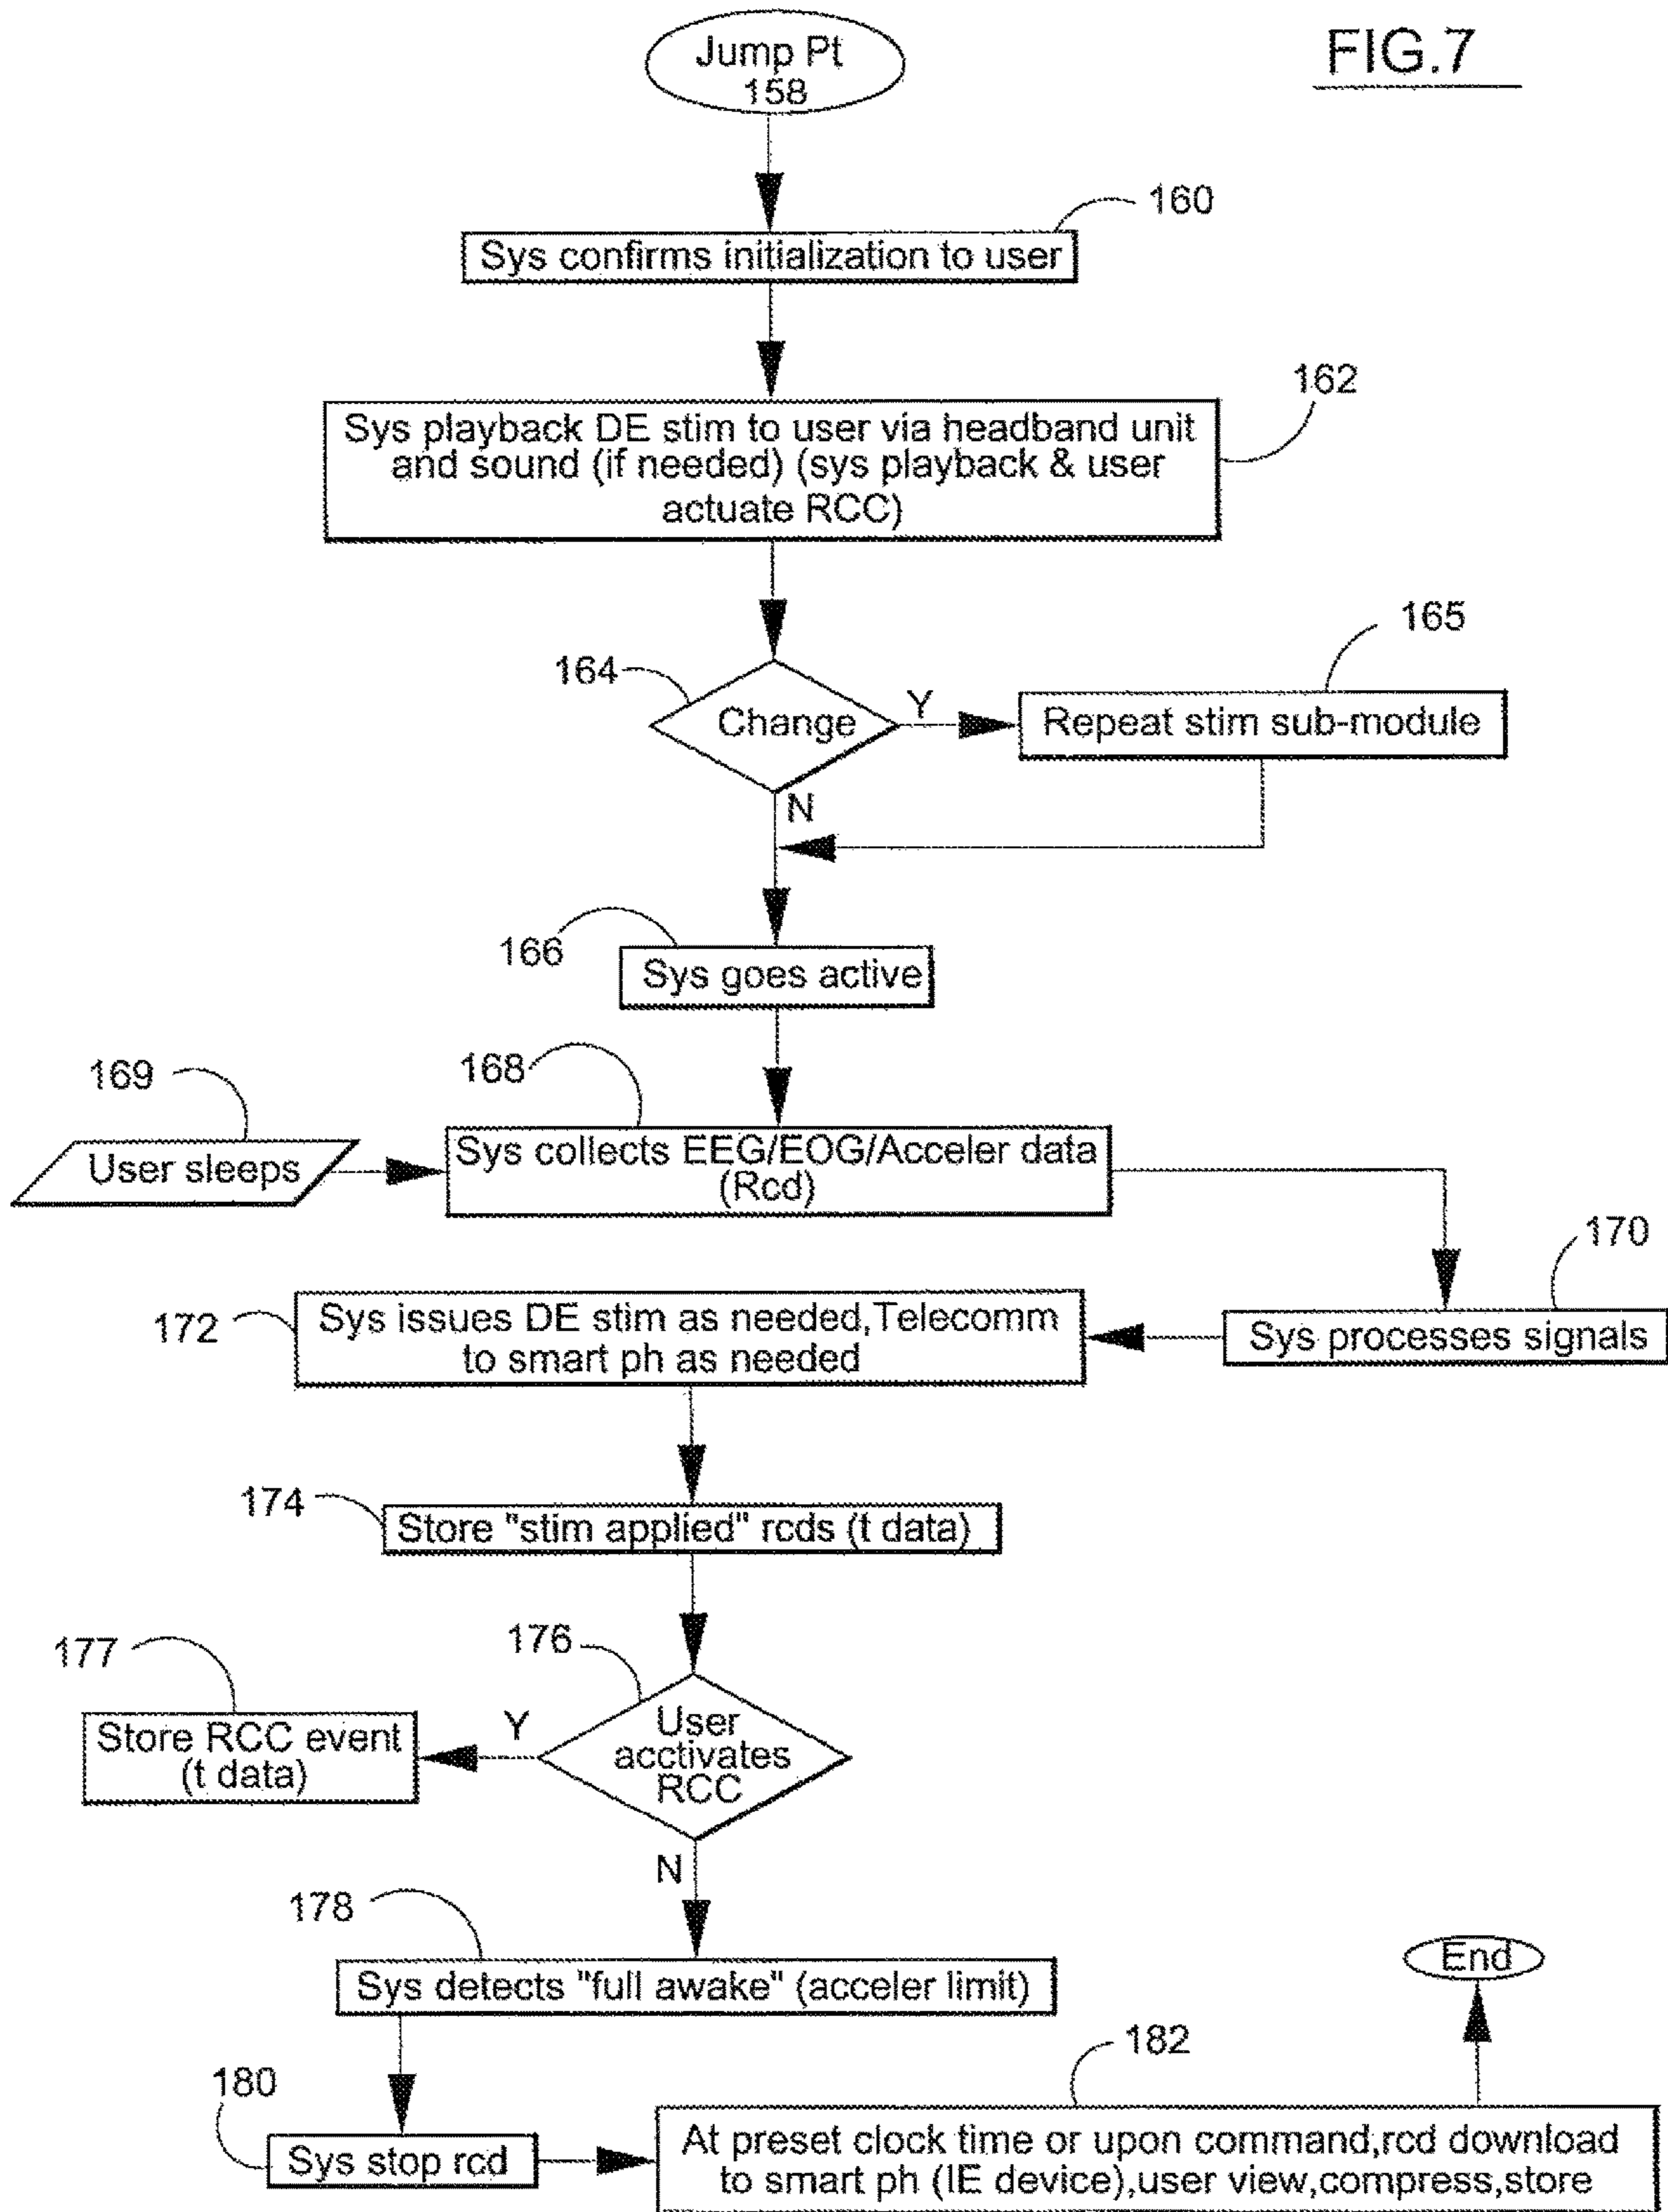 FIG.7
Jump Pt
158
160
Sys confirms initialization to user
162
Sys playback DE stim to user via headband unit
and sound (if needed) (sys playback & user
actuate RCC)
164
Change
Y
N
165
Repeat stim sub-module
166
Sys goes active
169
User sleeps
168
Sys collects EEG/EOG/Acceler data
(Rcd)
170
Sys processes signals
172
Sys issues DE stim as needed,Telecomm
to smart ph as needed
174
Store "stim applied" rcds (t data)
176
User
acctivates
RCC
Y
N
177
Store RCC event
(t data)
178
Sys detects "full awake" (acceler limit)
180
Sys stop rcd
182
At preset clock time or upon command,rcd download
to smart ph (IE device),user view,compress,store
End